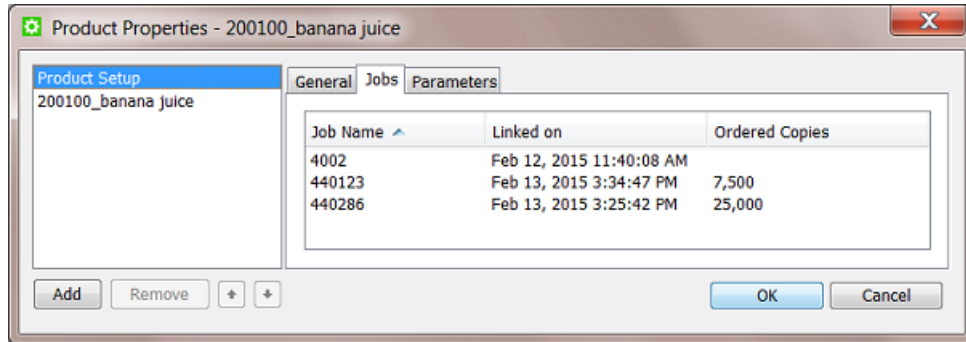 Product Properties - 200100_banana juice
Product Setup
200100_banana juice
General Jobs Parameters
Job Name Linked on Ordered Copies
4002 Feb 12, 2015 11:40:08 AM
440123 Feb 13, 2015 3:34:47 PM 7,500
440286 Feb 13, 2015 3:25:42 PM 25,000
Add Remove OK Cancel